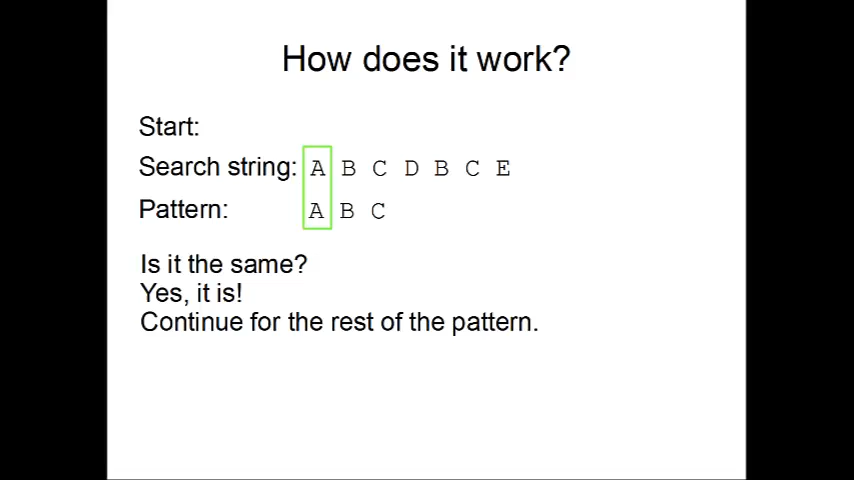 How does it work?
Start:
Search string: A B C D B C E
Pattern: A B C
Is it the same?
Yes, it is!
Continue for the rest of the pattern.